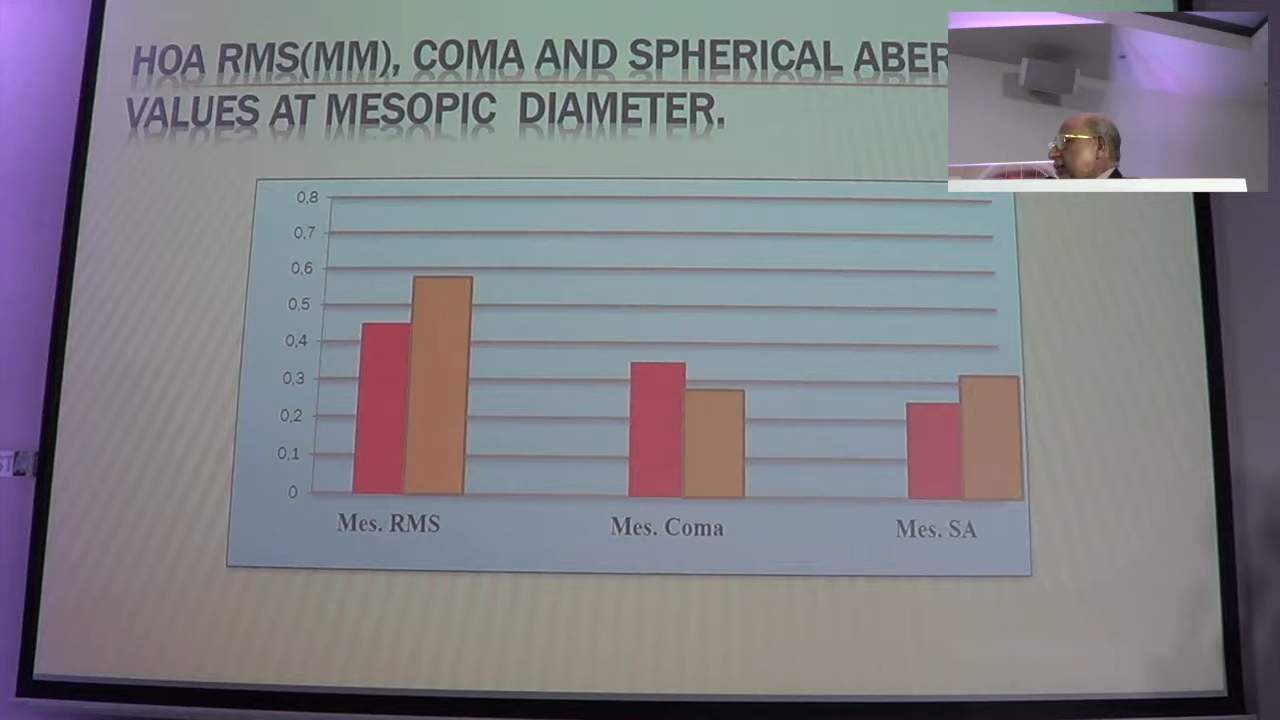 HOA RMS(MM), COMA AND SPHERICAL ABER
VALUES AT MESOPIC DIAMETER.
0,8
0,7
0,6
0,5
0,4
0,3
0,2
0,1
0
Mes. RMS
Mes. Coma
Mes. SA